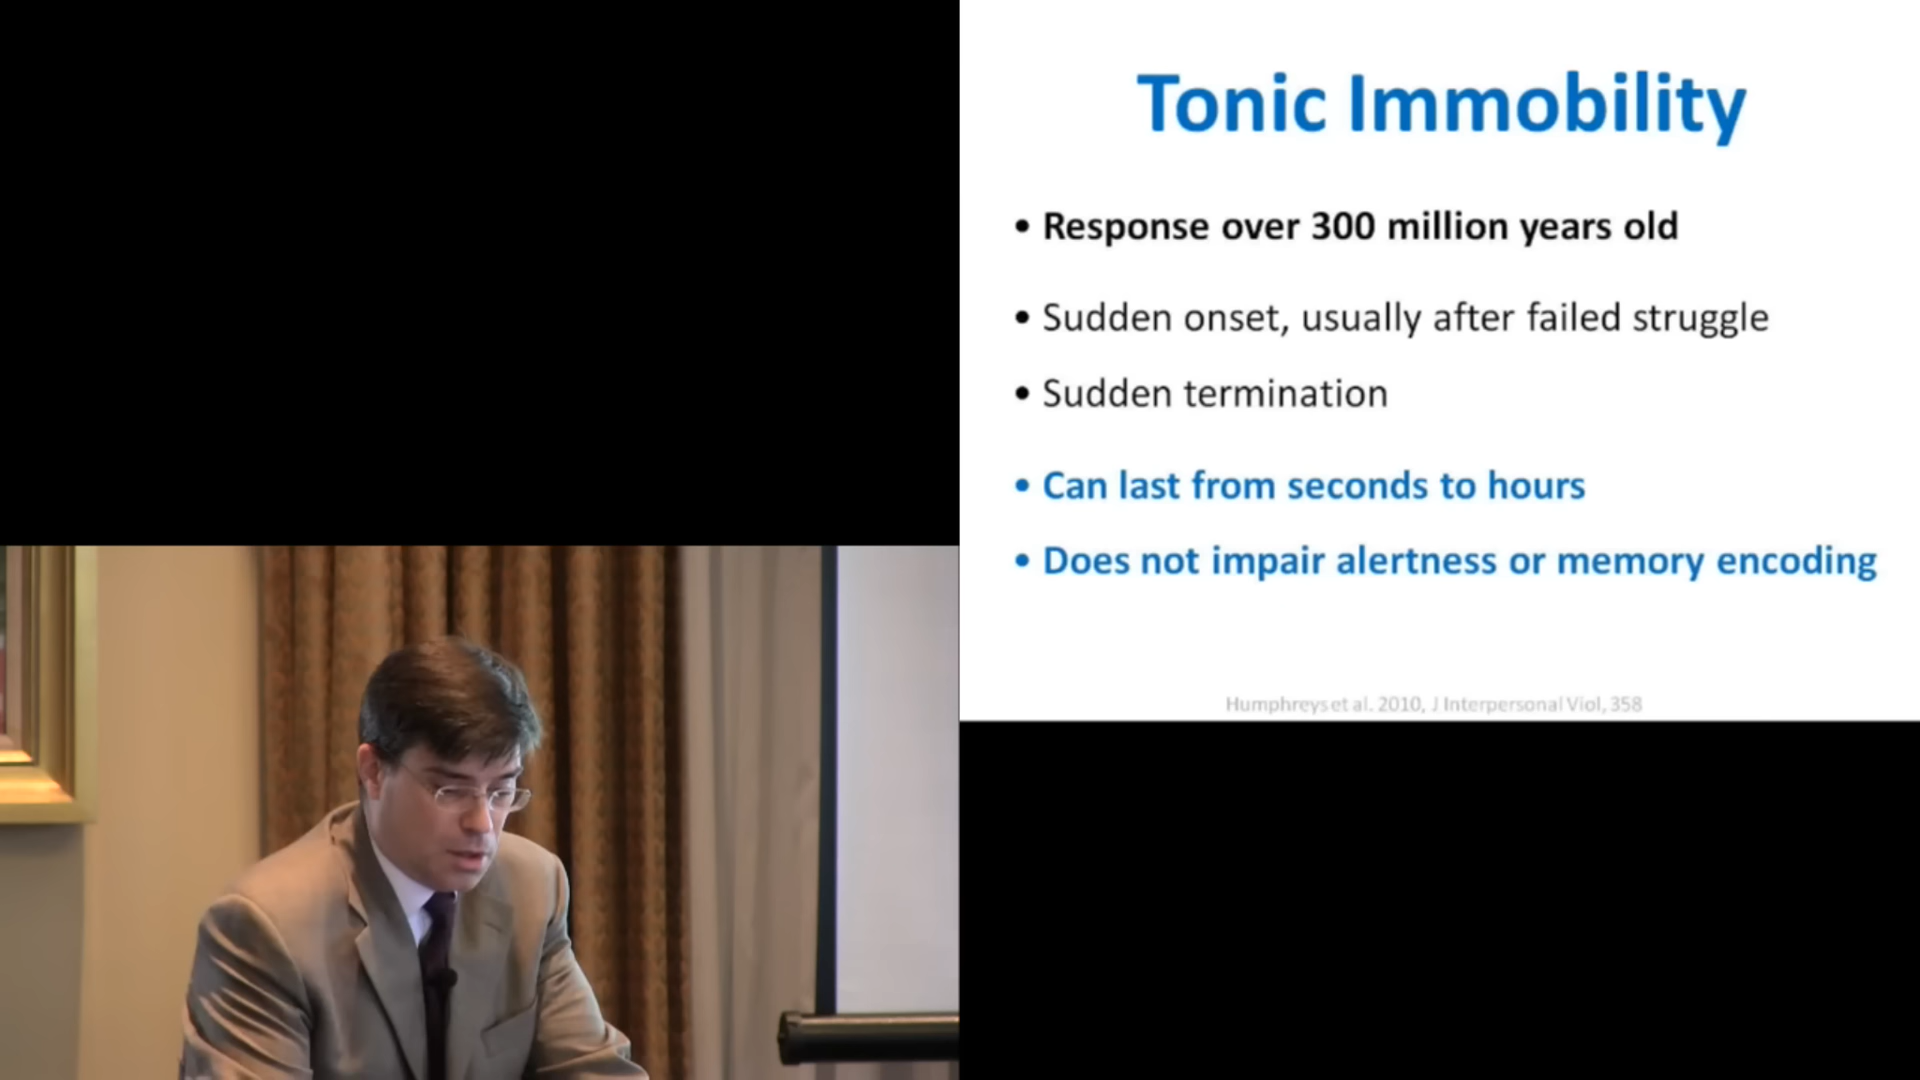 Tonic Immobility
• Response over 300 million years old
• Sudden onset, usually after failed struggle
• Sudden termination
• Can last from seconds to hours
• Does not impair alertness or memory encoding
Humphreys et al. 2010, J Interpersonal Viol, 358